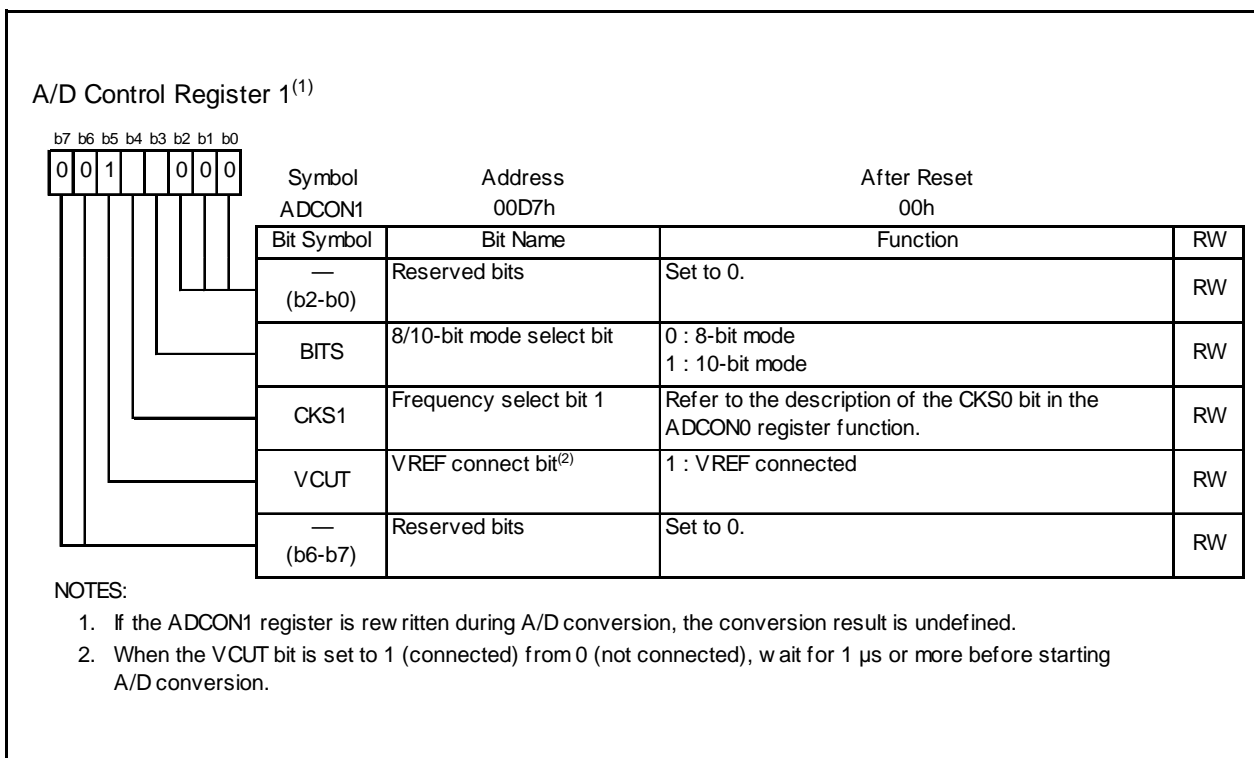 A/D Control Register 1(1)
b7 b6 b5 b4 b3 b2 b1 b0
0 0 1 0 0 0
Symbol Address After Reset
ADCON1 00D7h 00h
Bit Symbol Bit Name Function RW
— (b2-b0) Reserved bits Set to 0. RW
BITS 8/10-bit mode select bit 0 : 8-bit mode
1 : 10-bit mode RW
CKS1 Frequency select bit 1 Refer to the description of the CKS0 bit in the
ADCON0 register function. RW
VCUT VREF connect bit(2) 1 : VREF connected RW
— (b6-b7) Reserved bits Set to 0. RW
NOTES:
1. If the ADCON1 register is rewritten during A/D conversion, the conversion result is undefined.
2. When the VCUT bit is set to 1 (connected) from 0 (not connected), wait for 1 µs or more before starting
A/D conversion.